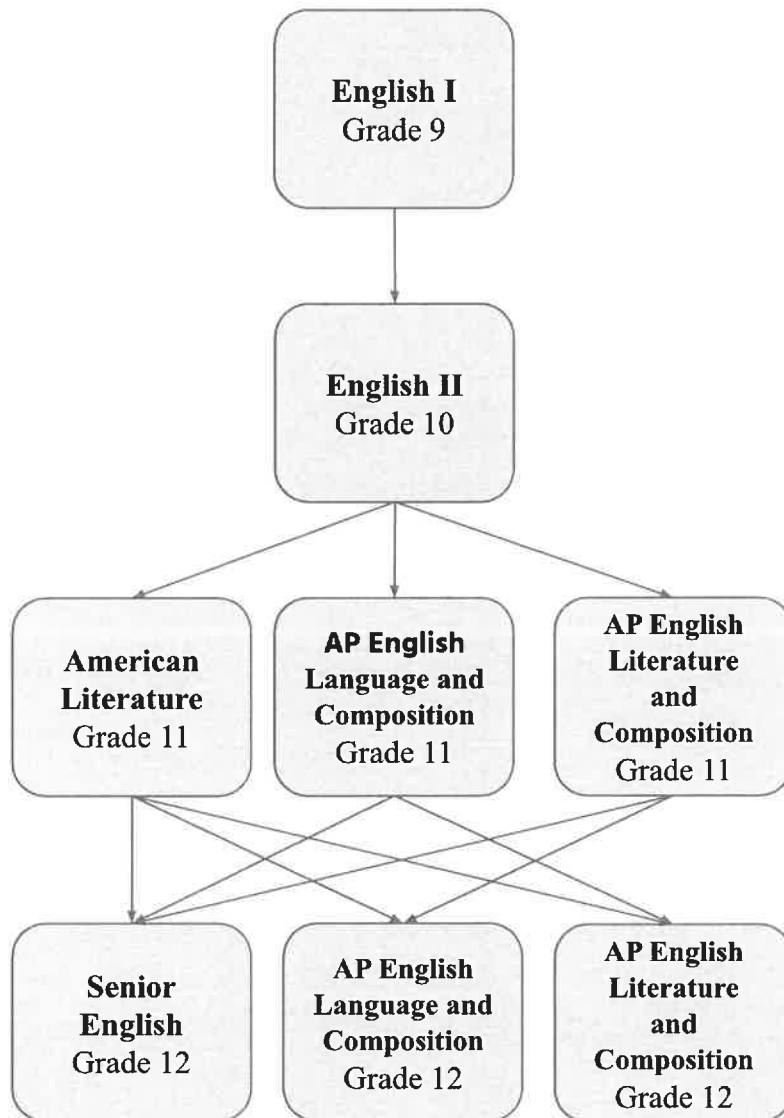 English I
Grade 9
English II
Grade 10
American
Literature
Grade 11
AP English
Language and
Composition
Grade 11
AP English
Literature
and
Composition
Grade 11
Senior
English
Grade 12
AP English
Language and
Composition
Grade 12
AP English
Literature
and
Composition
Grade 12